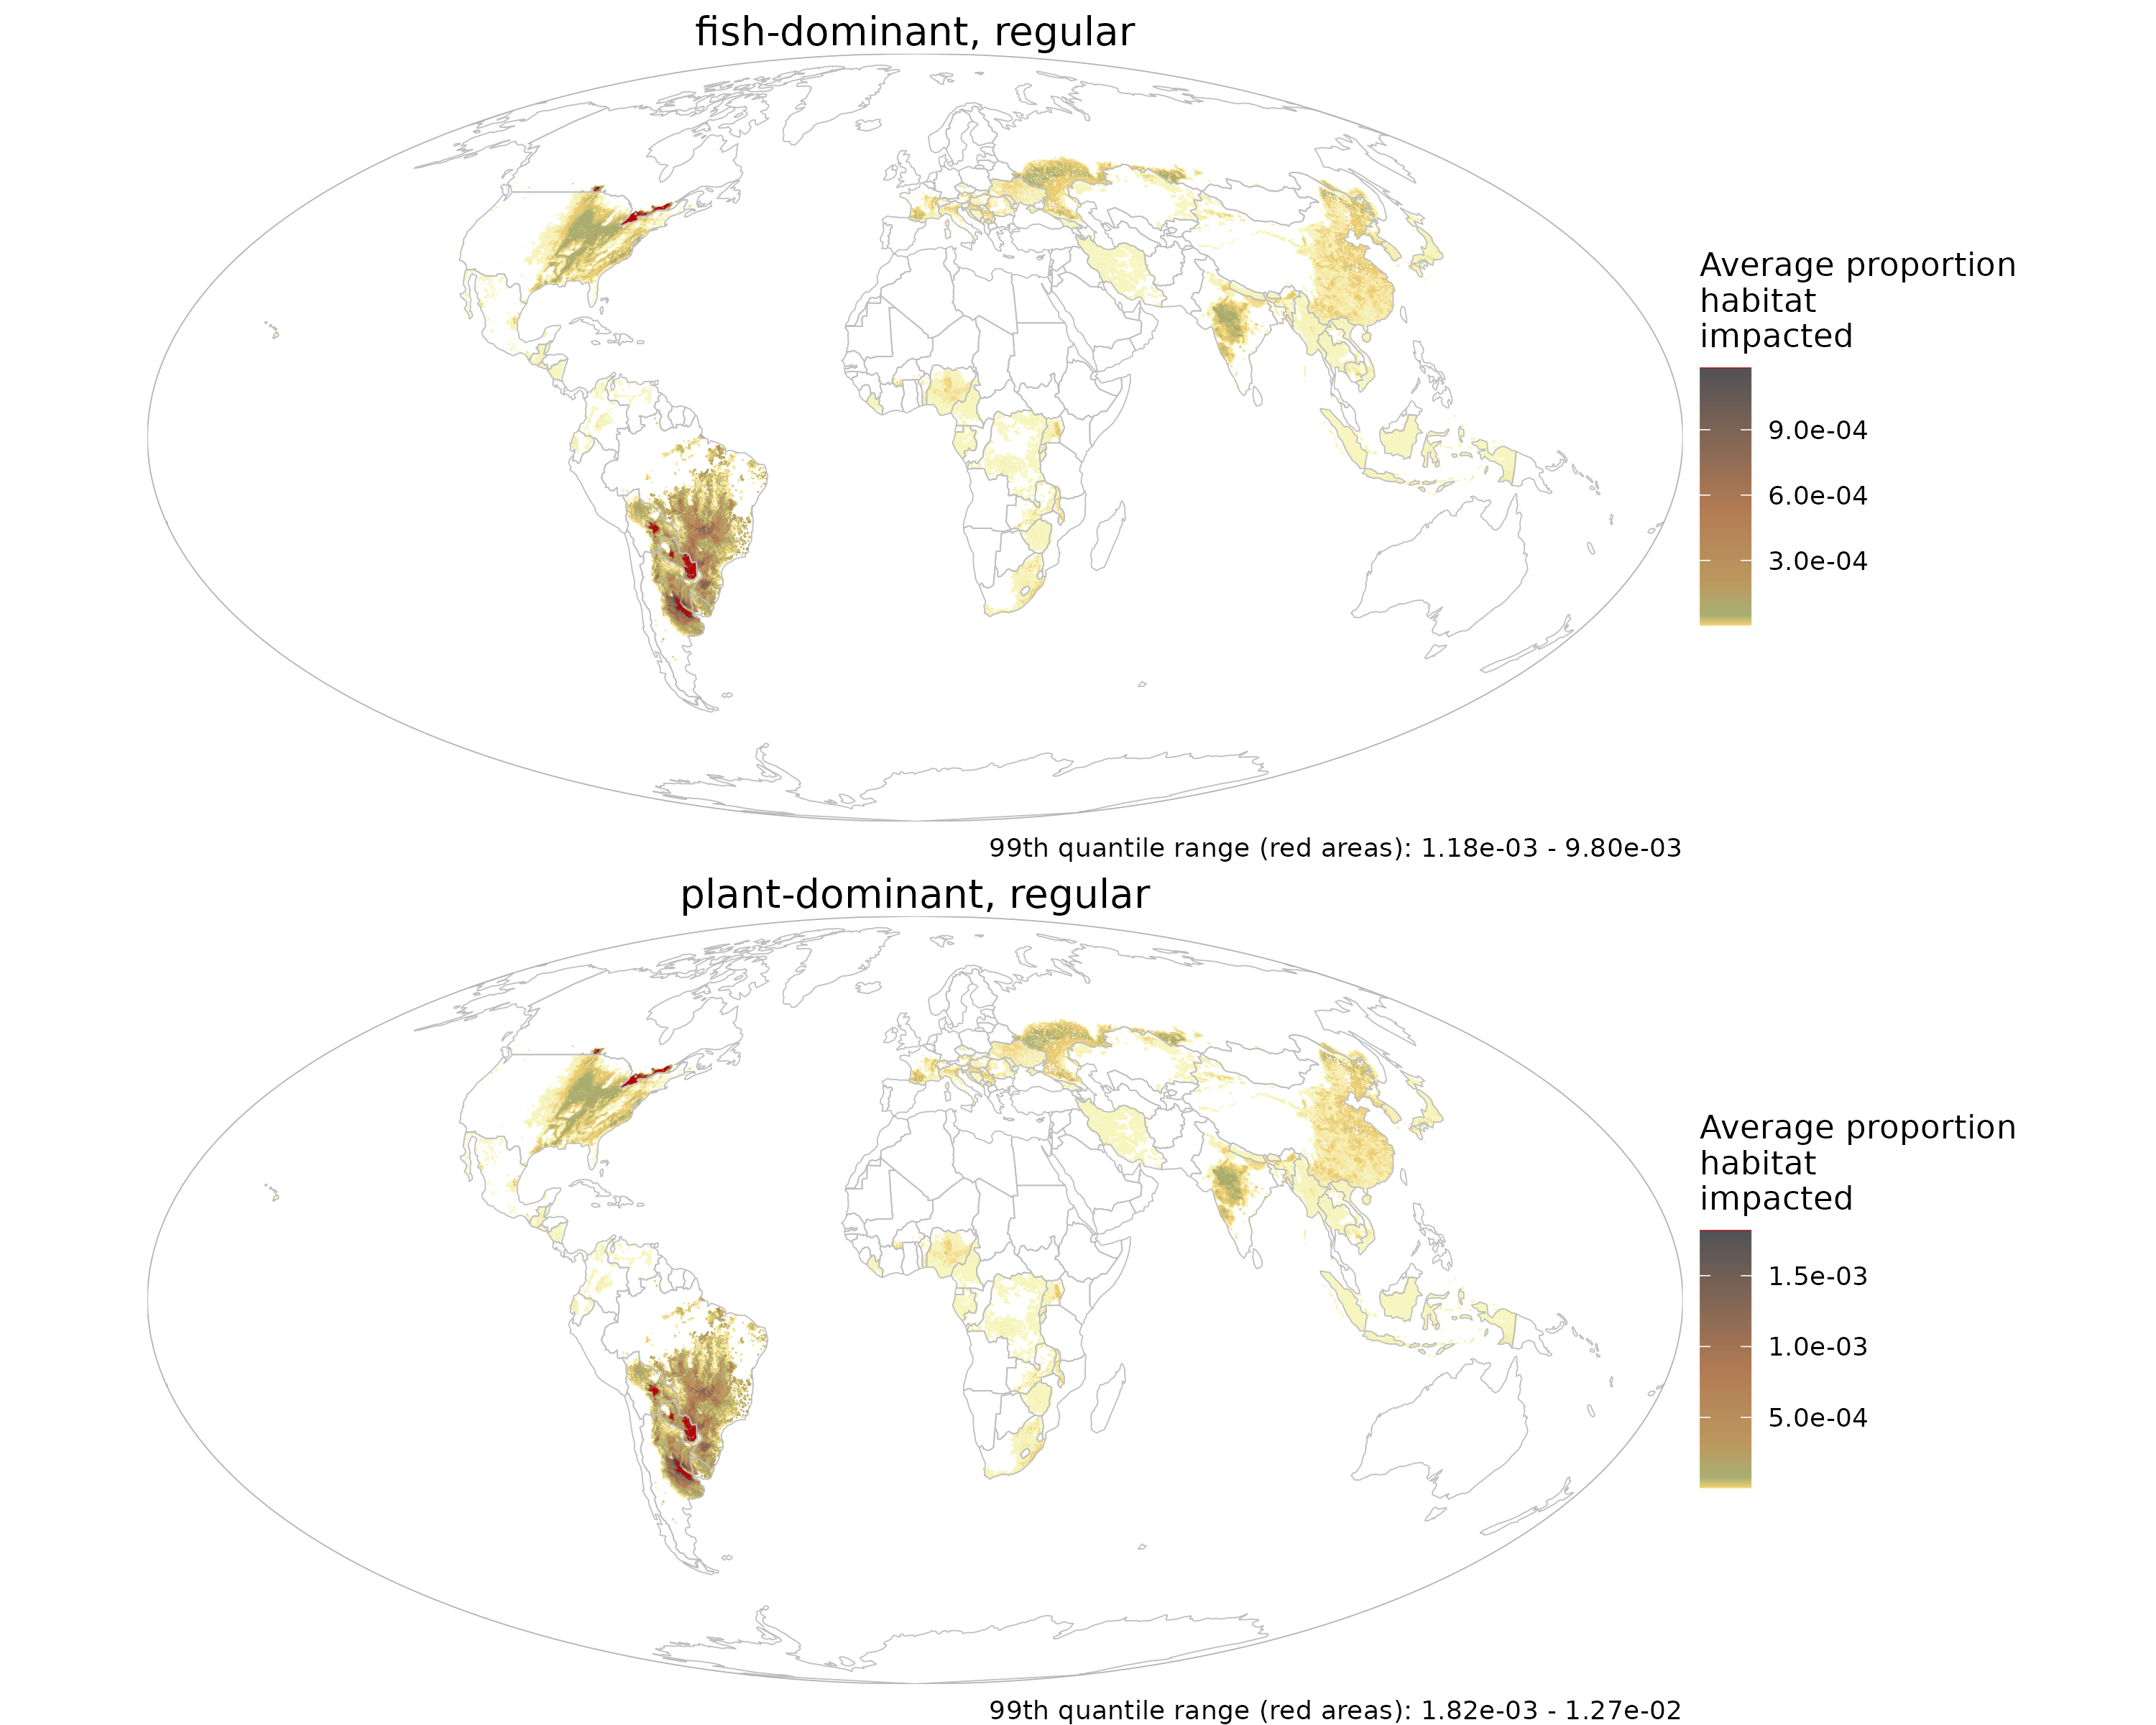 fish-dominant, regular
Average proportion
habitat
impacted
9.0e-04
6.0e-04
3.0e-04
99th quantile range (red areas): 1.18e-03 - 9.80e-03
plant-dominant, regular
Average proportion
habitat
impacted
1.5e-03
1.0e-03
5.0e-04
99th quantile range (red areas): 1.82e-03 - 1.27e-02